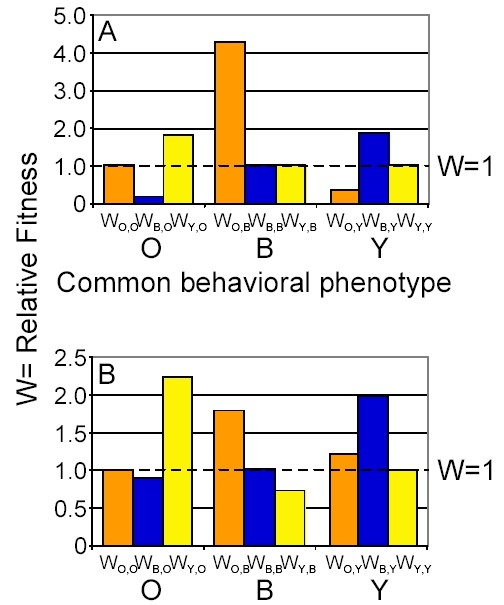 W= Relative Fitness
A
5.0
4.0
3.0
2.0
1.0
0
W=1
WO,O WB,O WY,O WO,B WB,B WY,B WO,Y WB,Y WY,Y
O B Y
Common behavioral phenotype
B
2.5
2.0
1.5
1.0
0.5
0
W=1
WO,O WB,O WY,O WO,B WB,B WY,B WO,Y WB,Y WY,Y
O B Y